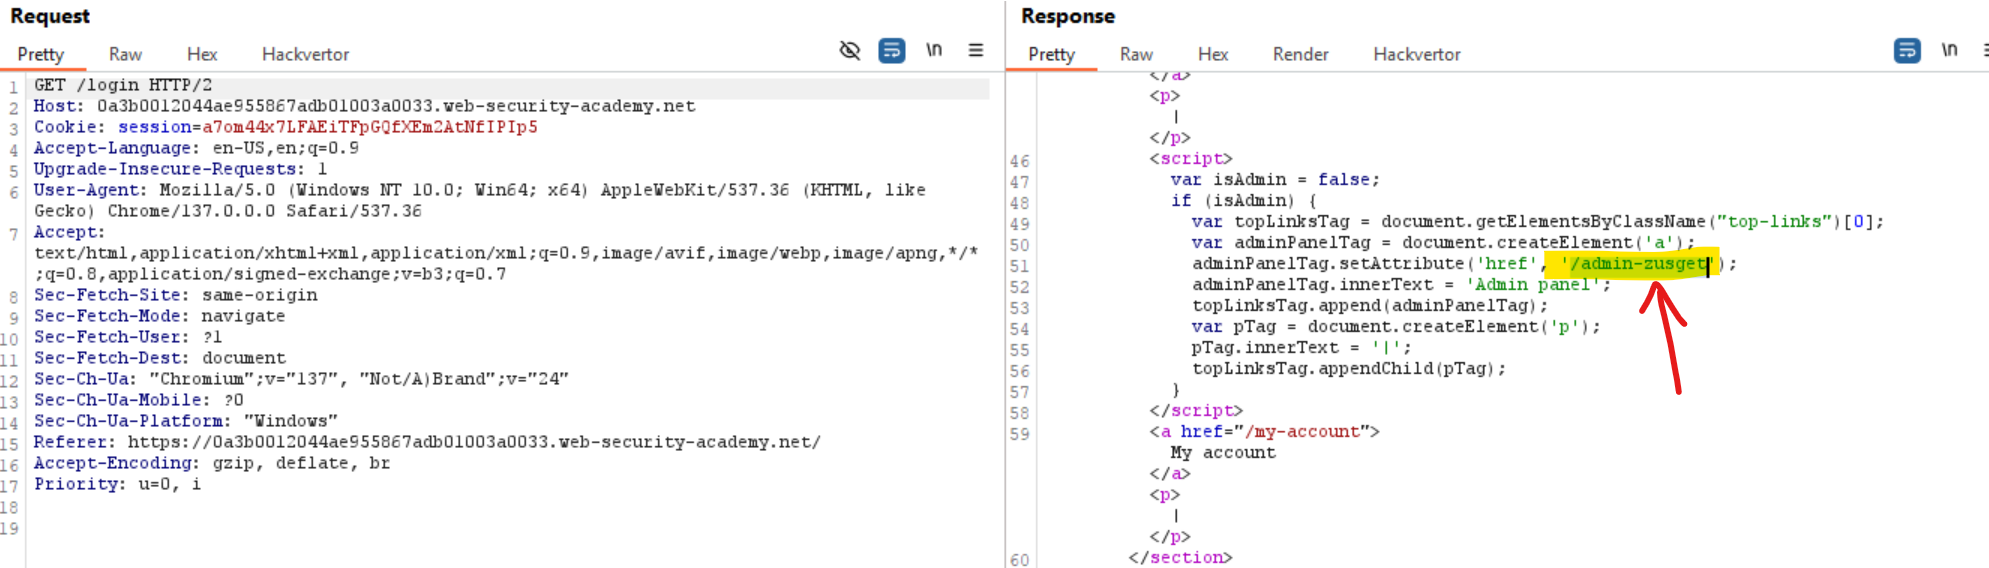 Request
Pretty Raw Hex Hackvertor \n
1 GET /login HTTP/2
2 Host: 0a3b0012044ae955867adb01003a0033.web-security-academy.net
3 Cookie: session=a7om44x7LFAEiTFpGQfXEm2AtNfIPIp5
4 Accept-Language: en-US,en;q=0.9
5 Upgrade-Insecure-Requests: 1
6 User-Agent: Mozilla/5.0 (Windows NT 10.0; Win64; x64) AppleWebKit/537.36 (KHTML, like
Gecko) Chrome/137.0.0.0 Safari/537.36
7 Accept:
text/html,application/xhtml+xml,application/xml;q=0.9,image/avif,image/webp,image/apng,*/*
;q=0.8,application/signed-exchange;v=b3;q=0.7
8 Sec-Fetch-Site: same-origin
9 Sec-Fetch-Mode: navigate
10 Sec-Fetch-User: ?1
11 Sec-Fetch-Dest: document
12 Sec-Ch-Ua: "Chromium";v="137", "Not/A)Brand";v="24"
13 Sec-Ch-Ua-Mobile: ?0
14 Sec-Ch-Ua-Platform: "Windows"
15 Referer: https://0a3b0012044ae955867adb01003a0033.web-security-academy.net/
16 Accept-Encoding: gzip, deflate, br
17 Priority: u=0, i
18
19
Response
Pretty Raw Hex Render Hackvertor \n
</a>
<p>
|
</p>
46 <script>
47 var isAdmin = false;
48 if (isAdmin) {
49 var topLinksTag = document.getElementsByClassName("top-links")[0];
50 var adminPanelTag = document.createElement('a');
51 adminPanelTag.setAttribute('href', '/admin-zusget');
52 adminPanelTag.innerText = 'Admin panel';
53 topLinksTag.append(adminPanelTag);
54 var pTag = document.createElement('p');
55 pTag.innerText = '|';
56 topLinksTag.appendChild(pTag);
57 }
58 </script>
59 <a href="/my-account">
My account
</a>
<p>
|
</p>
60 </section>